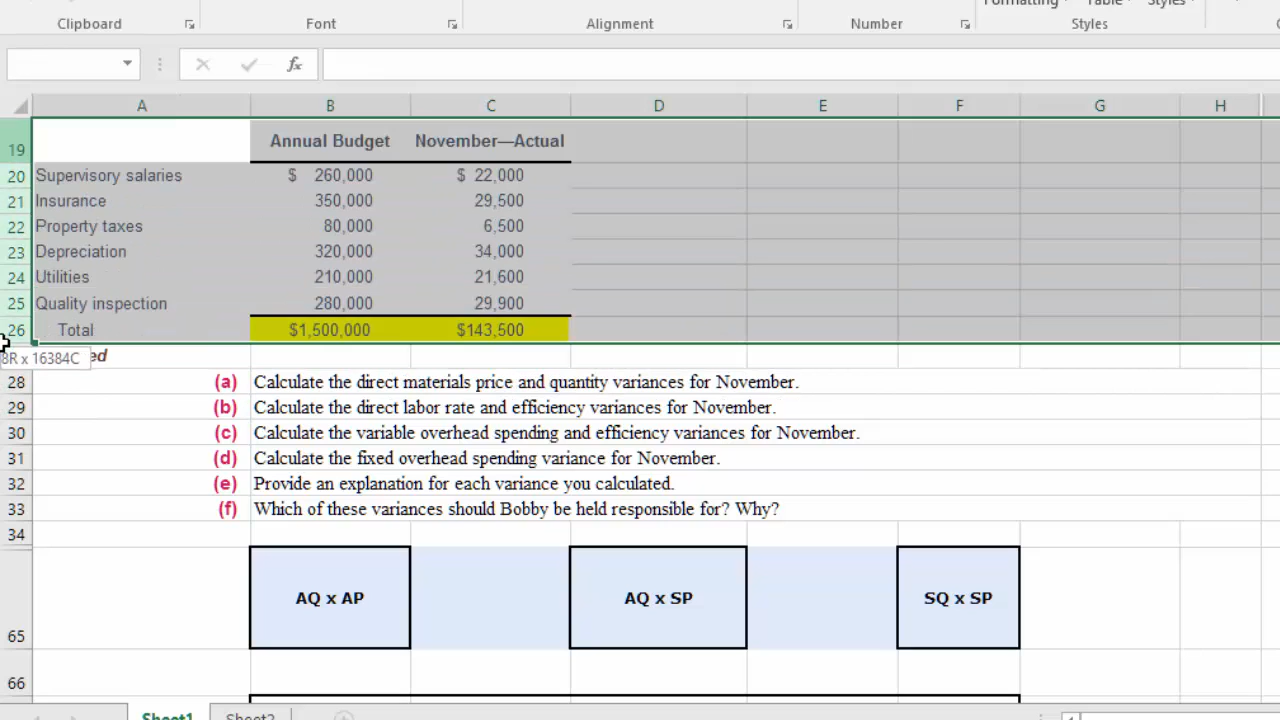 Formatting Table Styles
Clipboard Font Alignment Number Styles
fx
A B C D E F G H
19 Annual Budget November—Actual
20 Supervisory salaries $ 260,000 $ 22,000
21 Insurance 350,000 29,500
22 Property taxes 80,000 6,500
23 Depreciation 320,000 34,000
24 Utilities 210,000 21,600
25 Quality inspection 280,000 29,900
26 Total $1,500,000 $143,500
8R x 16384C
28 (a) Calculate the direct materials price and quantity variances for November.
29 (b) Calculate the direct labor rate and efficiency variances for November.
30 (c) Calculate the variable overhead spending and efficiency variances for November.
31 (d) Calculate the fixed overhead spending variance for November.
32 (e) Provide an explanation for each variance you calculated.
33 (f) Which of these variances should Bobby be held responsible for? Why?
34
65 AQ x AP AQ x SP SQ x SP
66
Sheet1 Sheet2